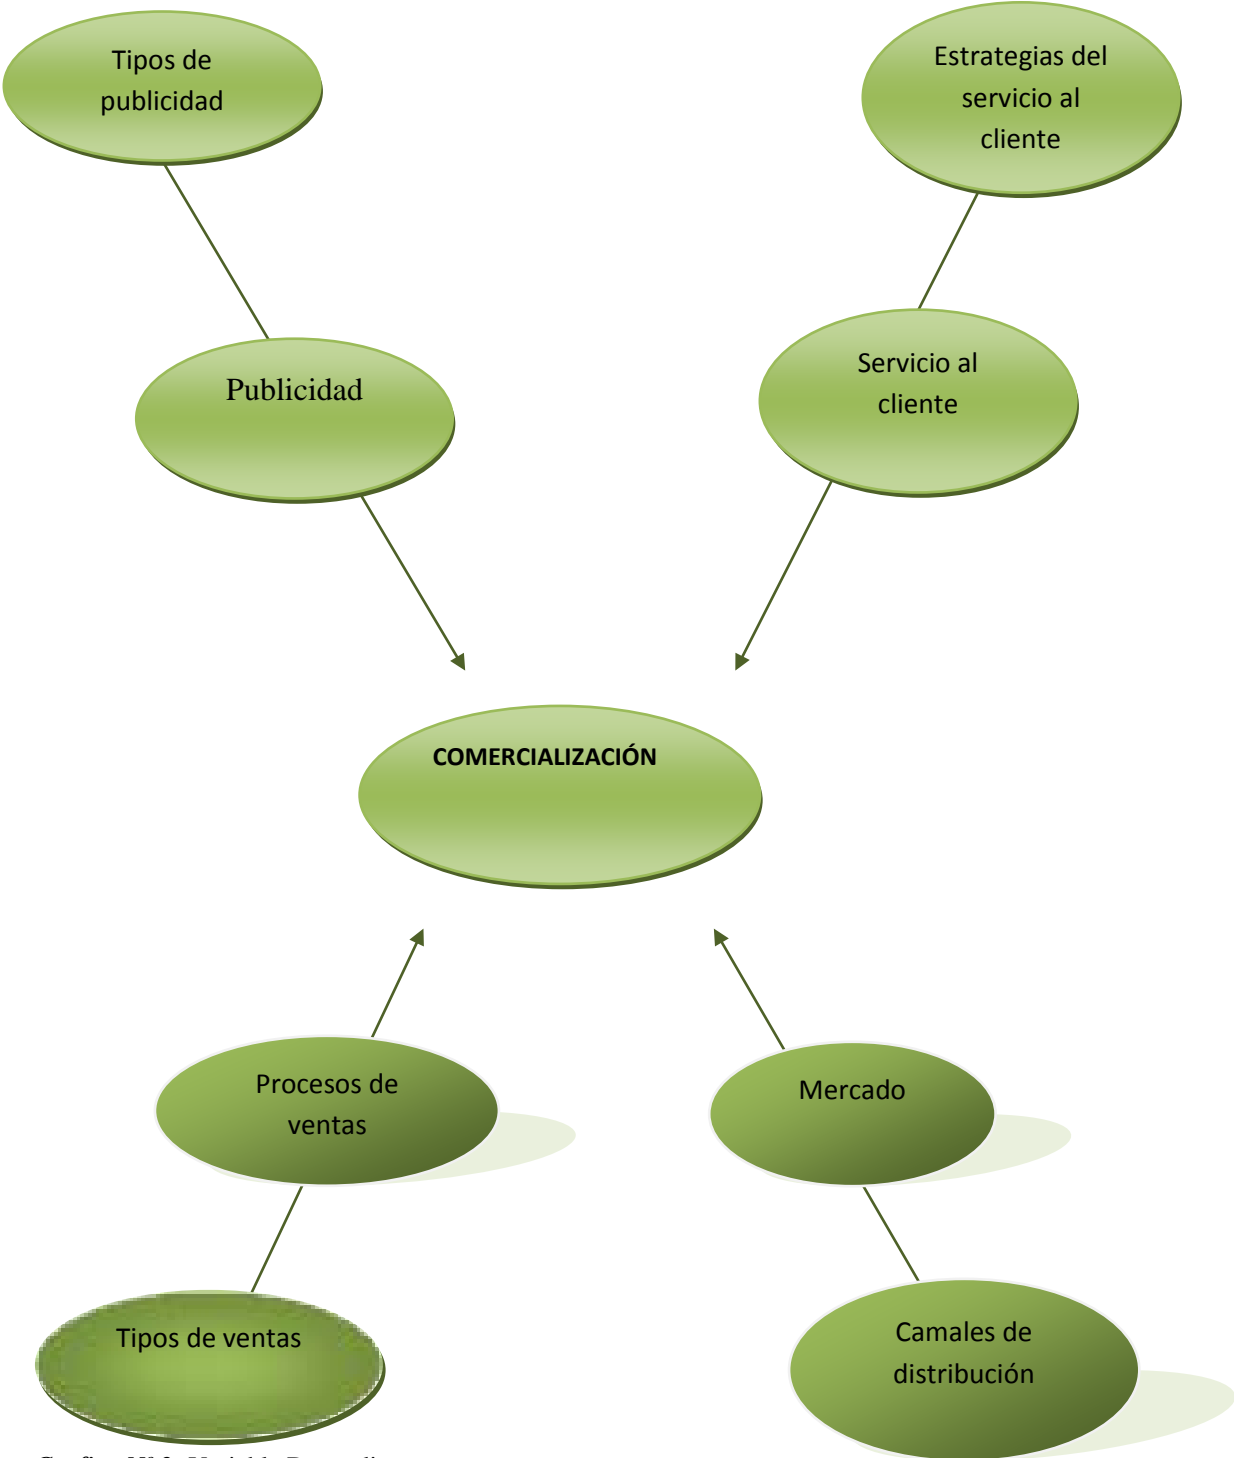 Tipos de
publicidad
Estrategias del
servicio al
cliente
Publicidad
Servicio al
cliente
COMERCIALIZACIÓN
Procesos de
ventas
Mercado
Tipos de ventas
Camales de
distribución